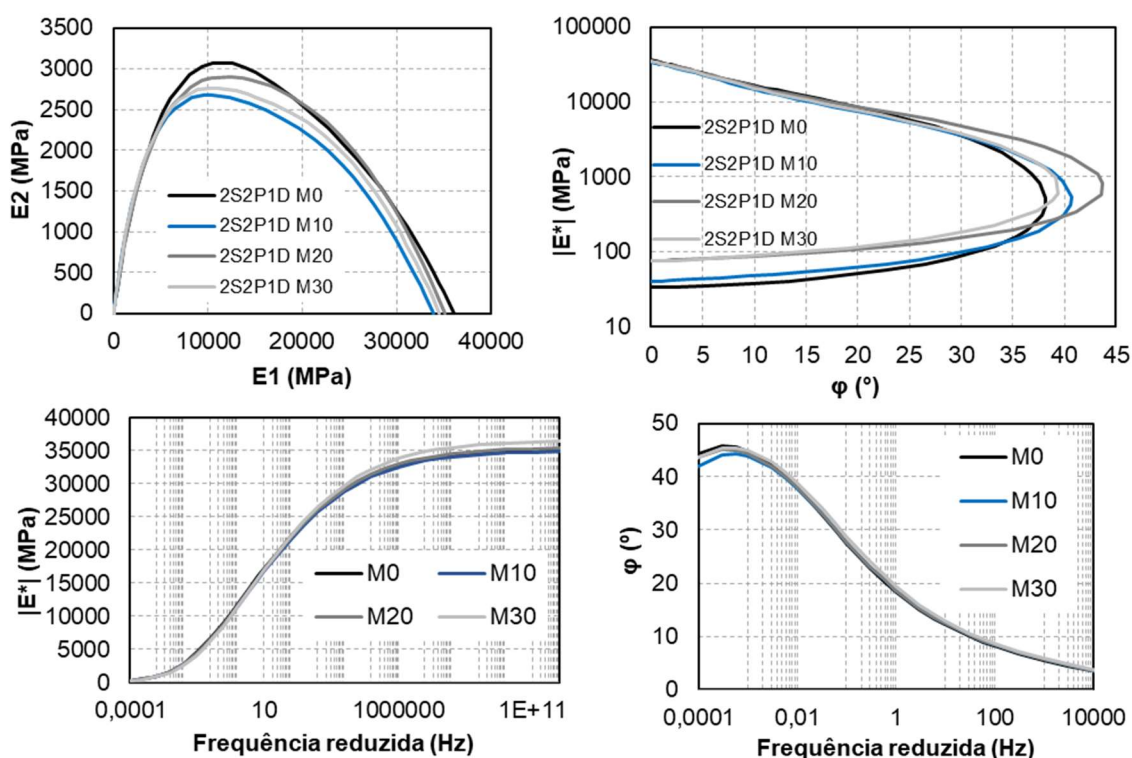 3500
3000
2500
2000
1500
1000
500
0
E2 (MPa)
2S2P1D M0
2S2P1D M10
2S2P1D M20
2S2P1D M30
0 10000 20000 30000 40000
E1 (MPa)
100000
10000
1000
100
10
|E*| (MPa)
2S2P1D M0
2S2P1D M10
2S2P1D M20
2S2P1D M30
0 5 10 15 20 25 30 35 40 45
φ (°)
40000
35000
30000
25000
20000
15000
10000
5000
0
|E*| (MPa)
M0 M10
M20 M30
0,0001 10 1000000 1E+11
Frequência reduzida (Hz)
50
40
30
20
10
0
φ (º)
M0
M10
M20
M30
0,0001 0,01 1 100 10000
Frequência reduzida (Hz)